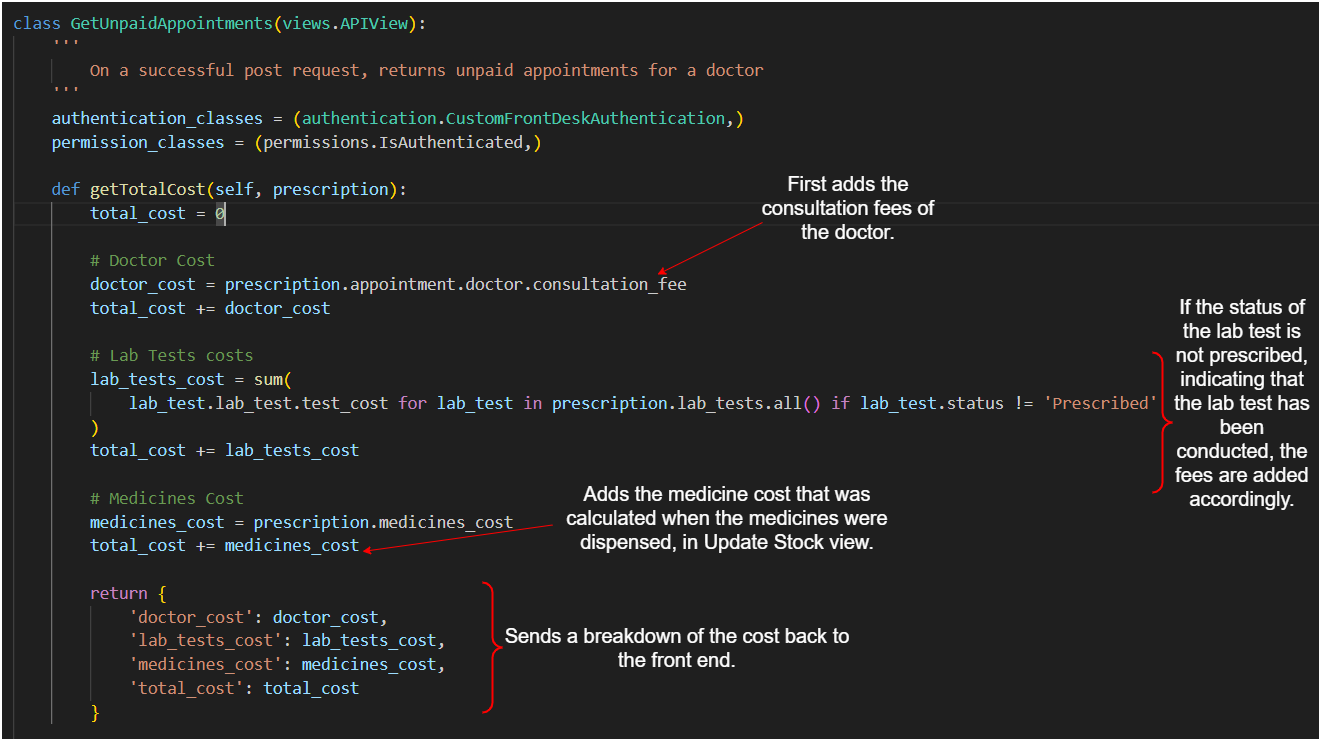 class GetUnpaidAppointments(views.APIView):
'''
On a successful post request, returns unpaid appointments for a doctor
'''
authentication_classes = (authentication.CustomFrontDeskAuthentication,)
permission_classes = (permissions.IsAuthenticated,)
def getTotalCost(self, prescription):
total_cost = 0
First adds the
consultation fees of
the doctor.
# Doctor Cost
doctor_cost = prescription.appointment.doctor.consultation_fee
total_cost += doctor_cost
# Lab Tests costs
lab_tests_cost = sum(
lab_test.lab_test.test_cost for lab_test in prescription.lab_tests.all() if lab_test.status != 'Prescribed'
)
total_cost += lab_tests_cost
If the status of
the lab test is
not prescribed,
indicating that
the lab test has
been
conducted, the
fees are added
accordingly.
# Medicines Cost
medicines_cost = prescription.medicines_cost
total_cost += medicines_cost
Adds the medicine cost that was
calculated when the medicines were
dispensed, in Update Stock view.
return {
'doctor_cost': doctor_cost,
'lab_tests_cost': lab_tests_cost,
'medicines_cost': medicines_cost,
'total_cost': total_cost
}
Sends a breakdown of the cost back to
the front end.